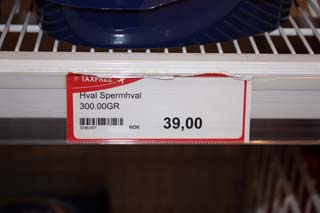 TAXFREE
Hval Spermhval
300.00GR
NOK 39,00